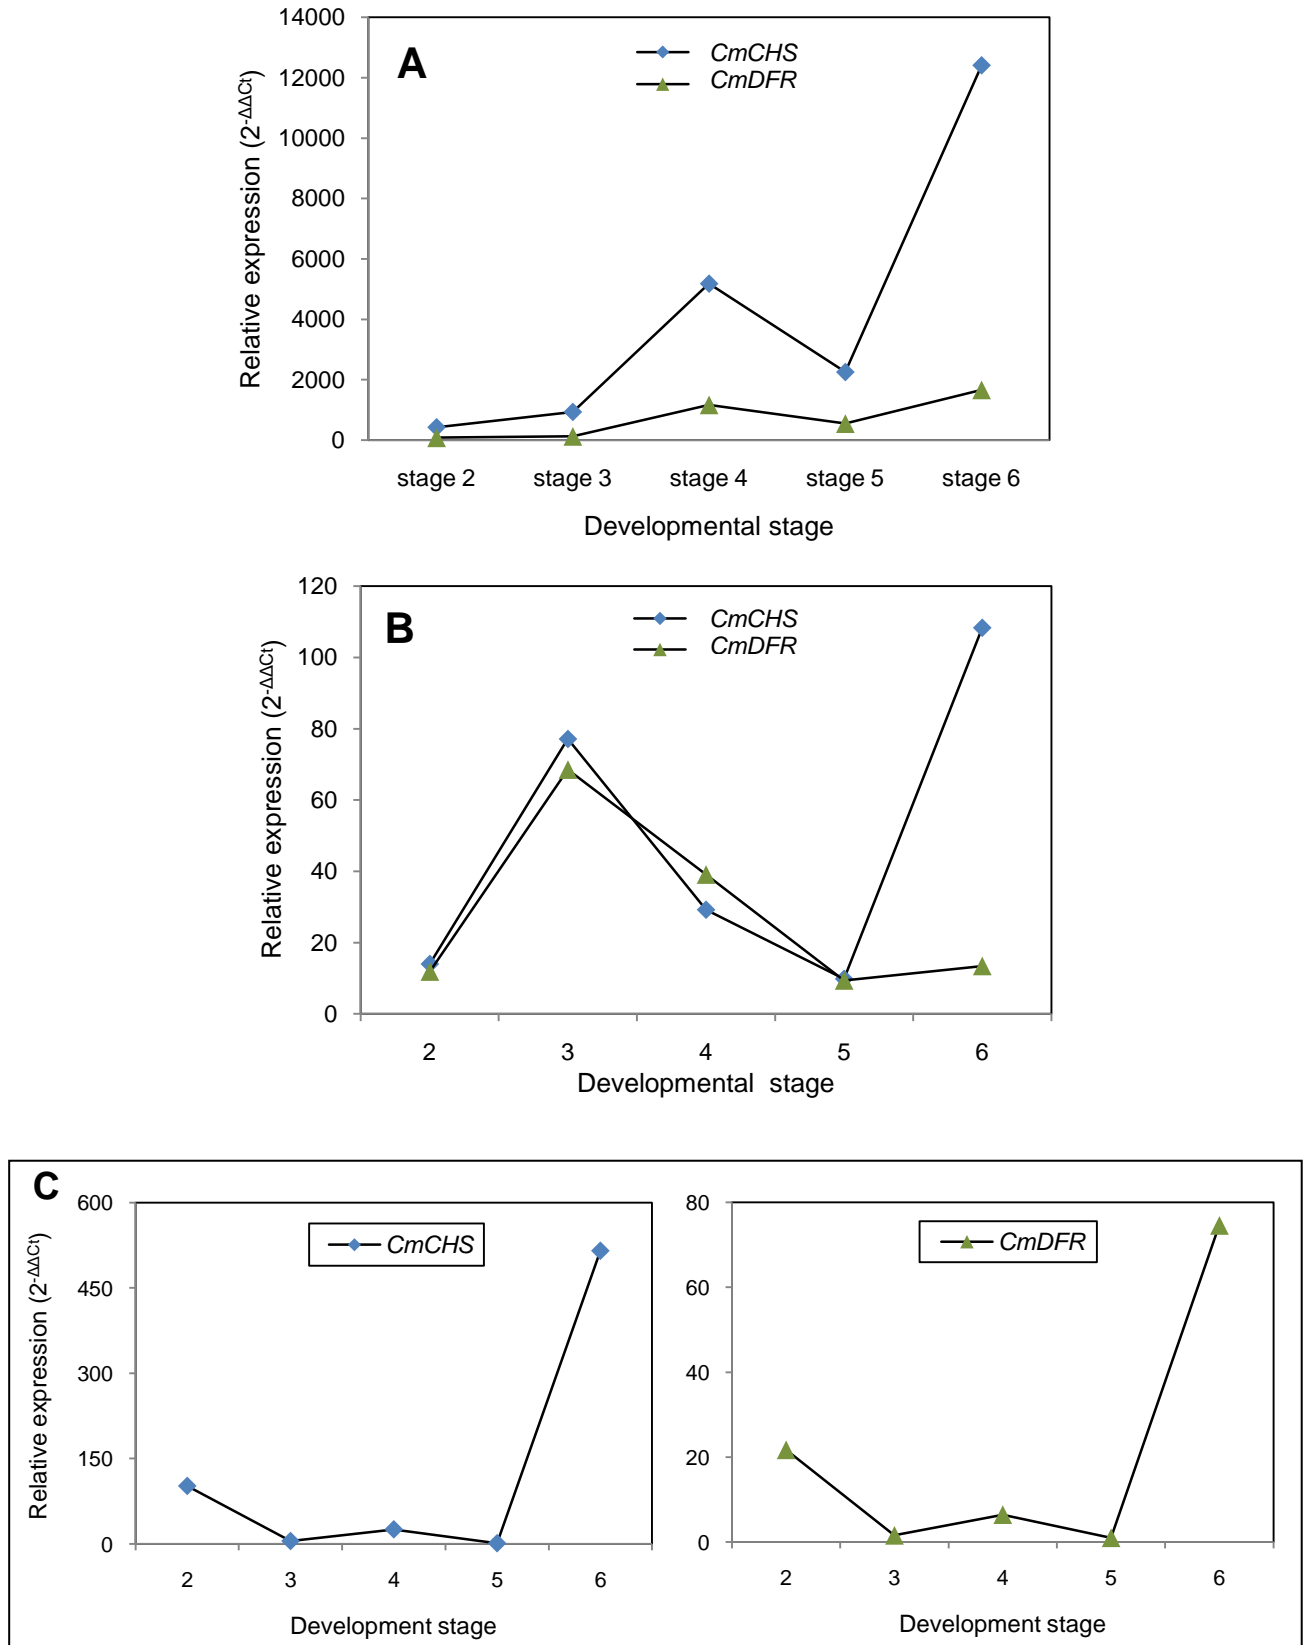 A
CmCHS
CmDFR
Relative expression (2-ΔΔCt)
14000
12000
10000
8000
6000
4000
2000
0
stage 2 stage 3 stage 4 stage 5 stage 6
Developmental stage
B
CmCHS
CmDFR
Relative expression (2-ΔΔCt)
120
100
80
60
40
20
0
2 3 4 5 6
Developmental stage
C
CmCHS
Relative expression (2-ΔΔCt)
600
450
300
150
0
2 3 4 5 6
Development stage
CmDFR
80
60
40
20
0
2 3 4 5 6
Development stage